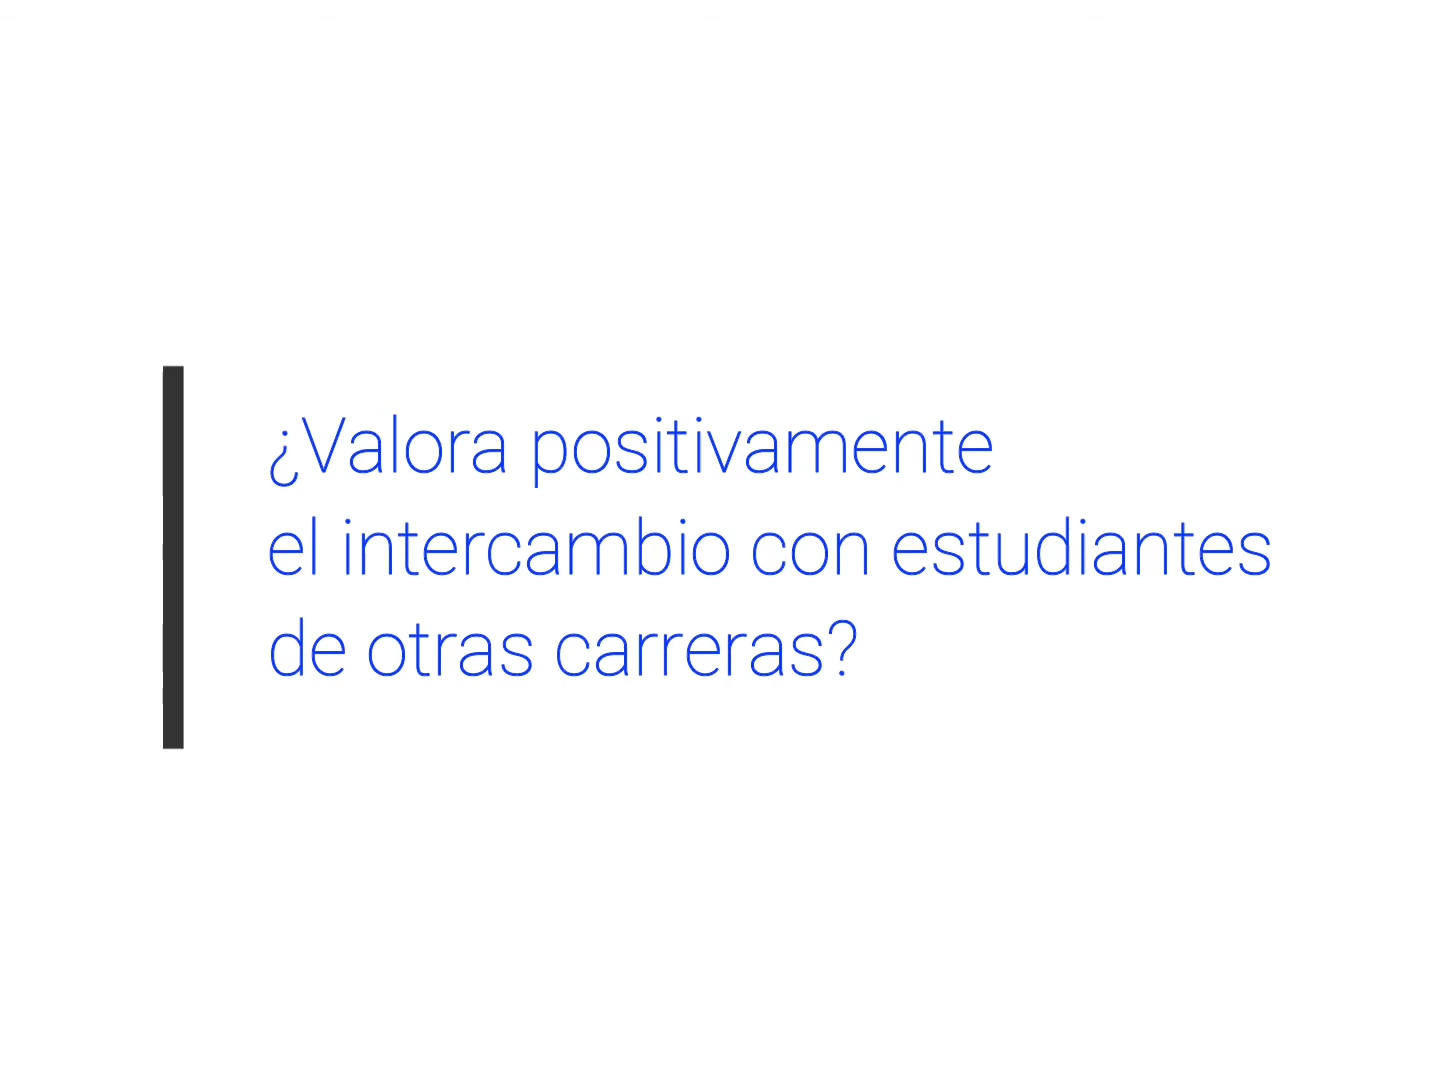 ¿Valora positivamente
el intercambio con estudiantes
de otras carreras?